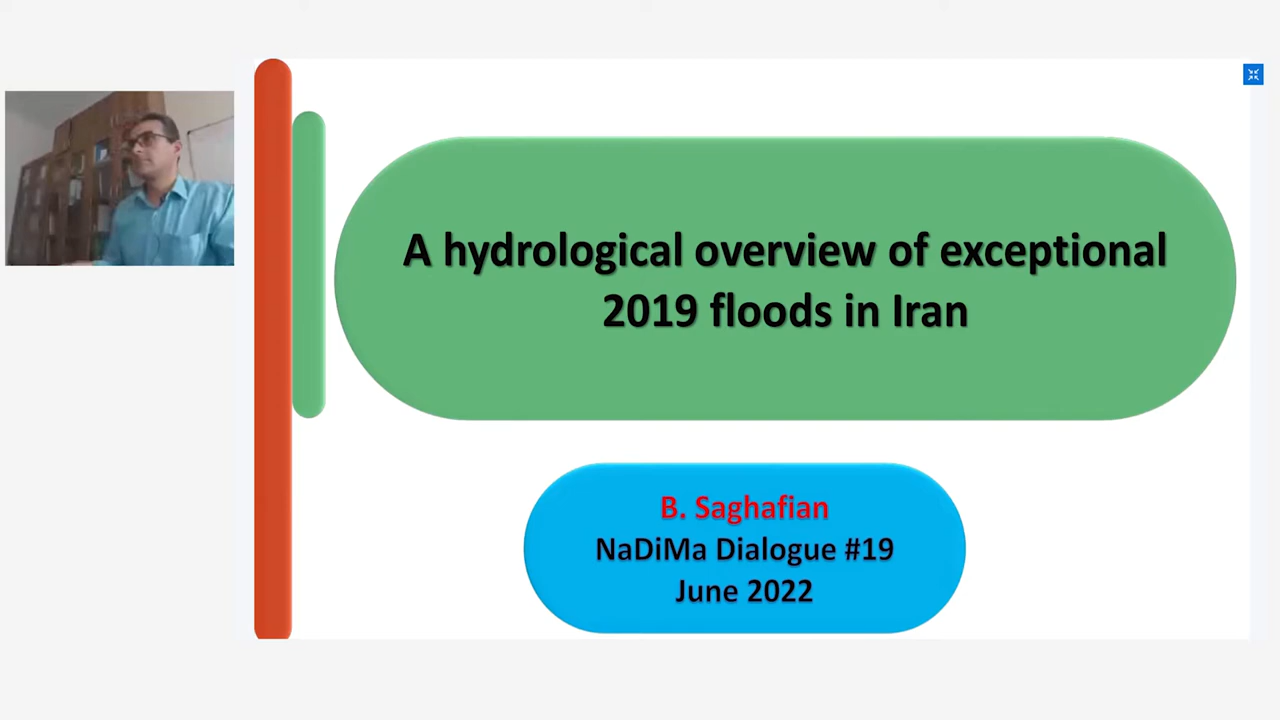 A hydrological overview of exceptional
2019 floods in Iran
B. Saghafian
NaDiMa Dialogue #19
June 2022